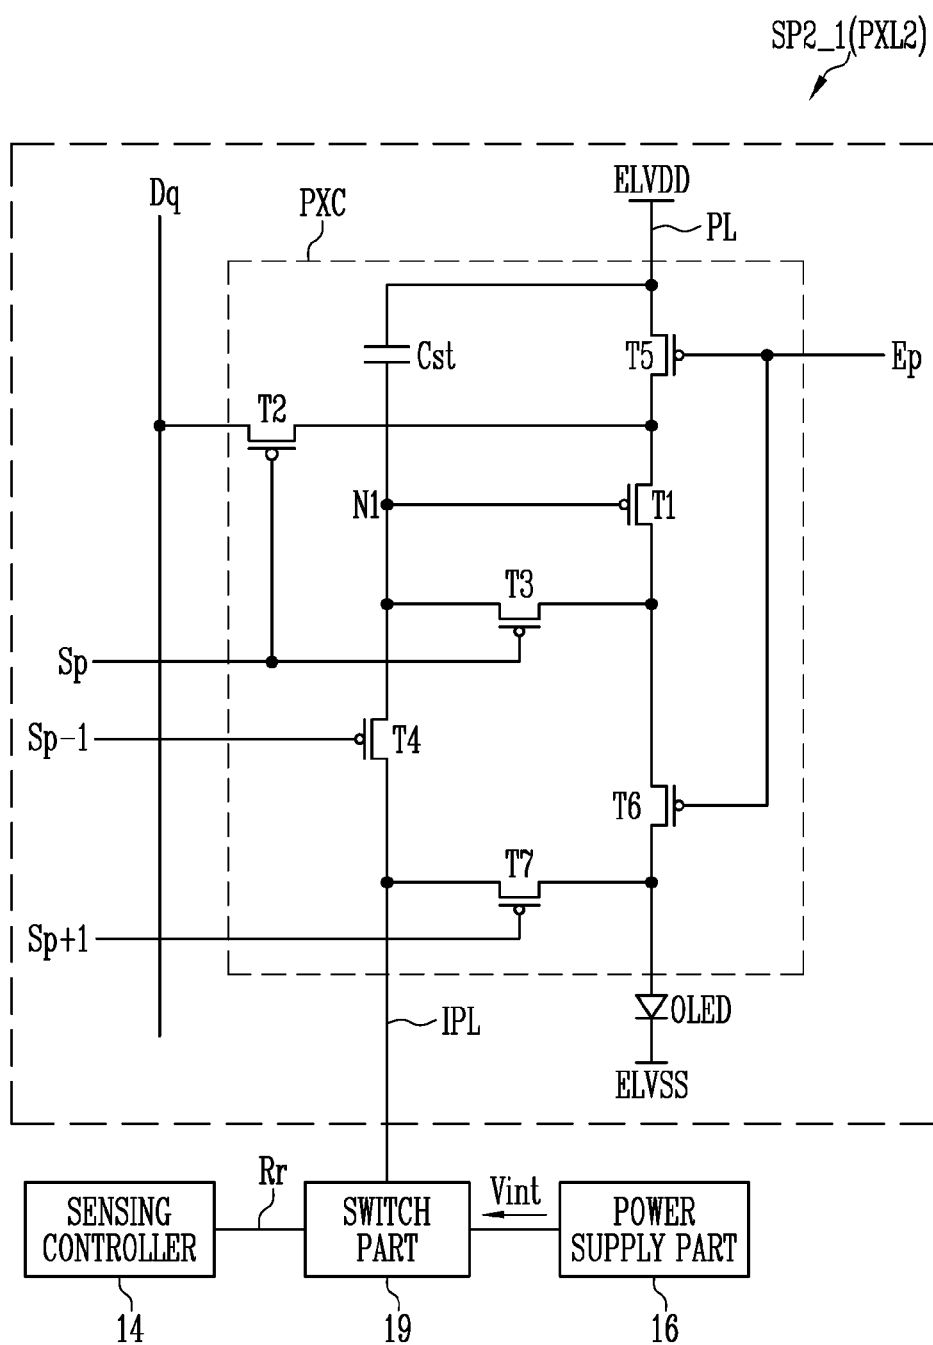 SP2_1(PXL2)
ELVDD
Dq
PXC
PL
Cst
T5
Ep
T2
N1
T1
T3
Sp
Sp-1
T4
T6
T7
Sp+1
IPL
OLED
ELVSS
Rr
Vint
SENSING
CONTROLLER
SWITCH
PART
POWER
SUPPLY PART
14
19
16